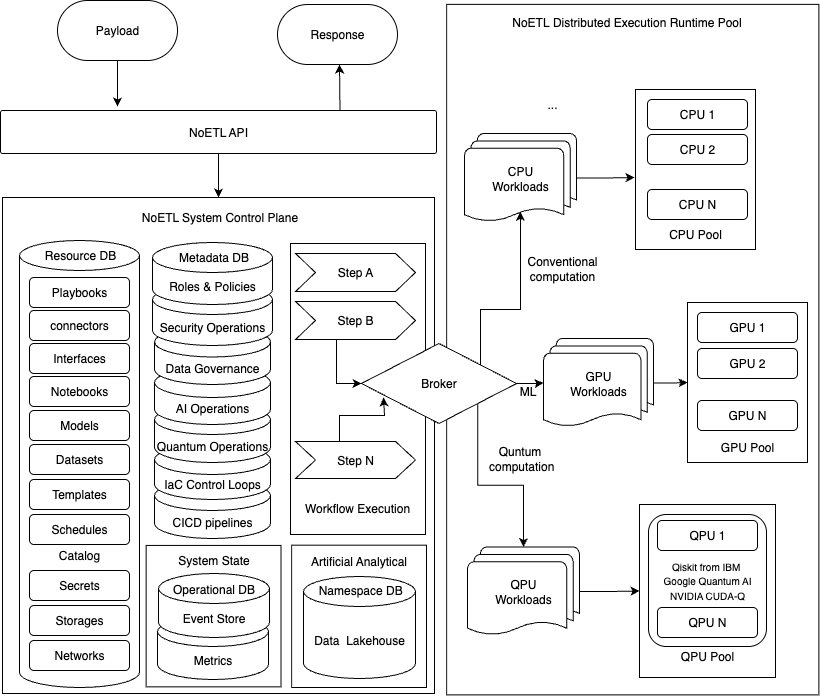 Payload
Response
NoETL API
NoETL System Control Plane
Resource DB
Playbooks
connectors
Interfaces
Notebooks
Models
Datasets
Templates
Schedules
Catalog
Secrets
Storages
Networks
Metadata DB
Roles & Policies
Security Operations
Data Governance
AI Operations
Quantum Operations
IaC Control Loops
CICD pipelines
Step A
Step B
Step N
Workflow Execution
System State
Operational DB
Event Store
Metrics
Artificial Analytical
Namespace DB
Data Lakehouse
Broker
NoETL Distributed Execution Runtime Pool
...
CPU
Workloads
CPU 1
CPU 2
CPU N
CPU Pool
Conventional
computation
ML
GPU
Workloads
GPU 1
GPU 2
GPU N
GPU Pool
Quntum
computation
QPU
Workloads
QPU 1
Qiskit from IBM
Google Quantum AI
NVIDIA CUDA-Q
QPU N
QPU Pool